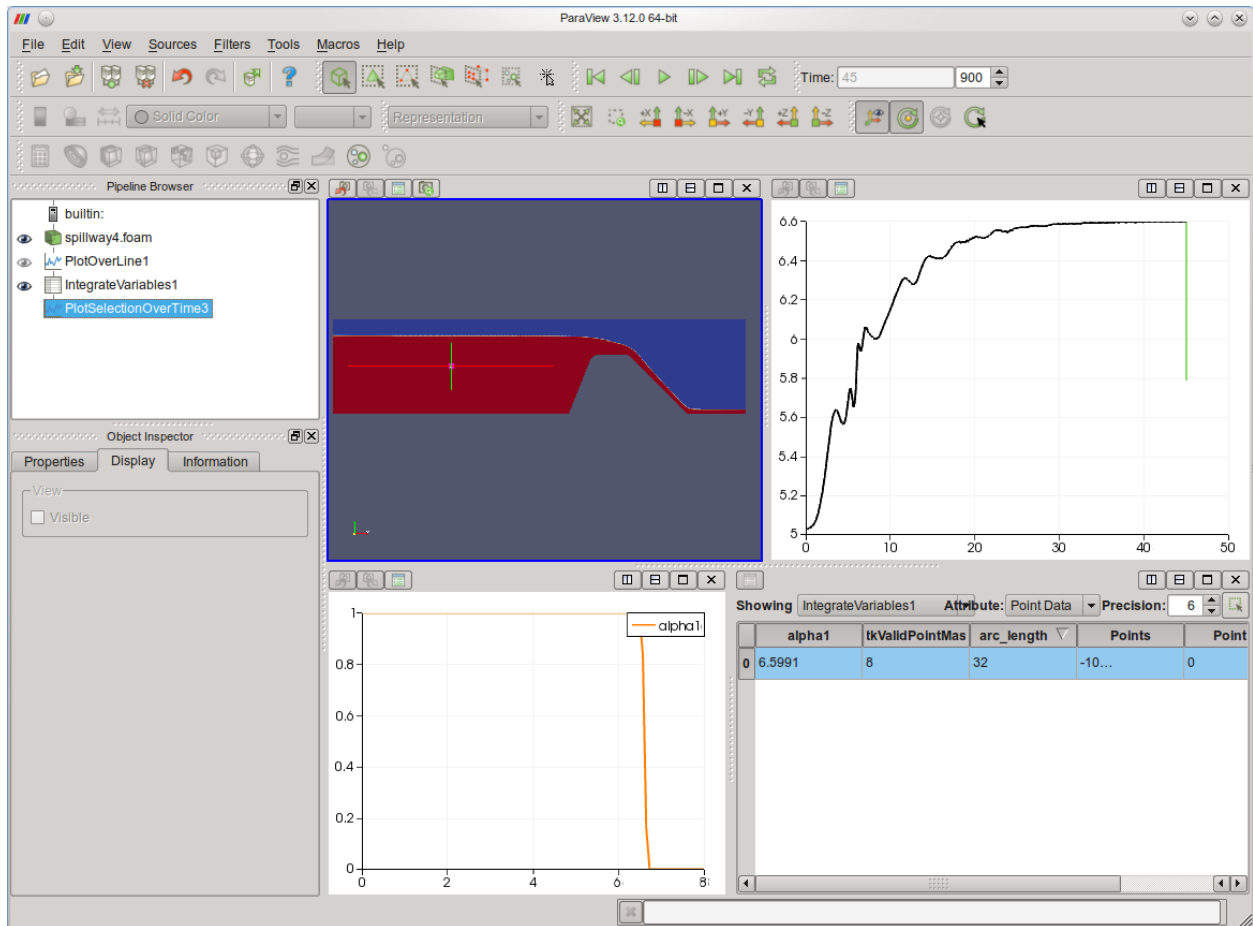 ParaView 3.12.0 64-bit
File Edit View Sources Filters Tools Macros Help
Time: 45 900
Solid Color Representation
+X -X +Y -Y +Z -Z
Pipeline Browser
builtin:
spillway4.foam
PlotOverLine1
IntegrateVariables1
PlotSelectionOverTime3
Object Inspector
Properties Display Information
View
Visible
6.6
6.4
6.2
6
5.8
5.6
5.4
5.2
5
0 10 20 30 40 50
1
0.8
0.6
0.4
0.2
0
0 2 4 6 8
alpha1
Showing IntegrateVariables1 Attribute: Point Data Precision: 6
alpha1 tkValidPointMas arc_length Points Point
0 6.5991 8 32 -10... 0